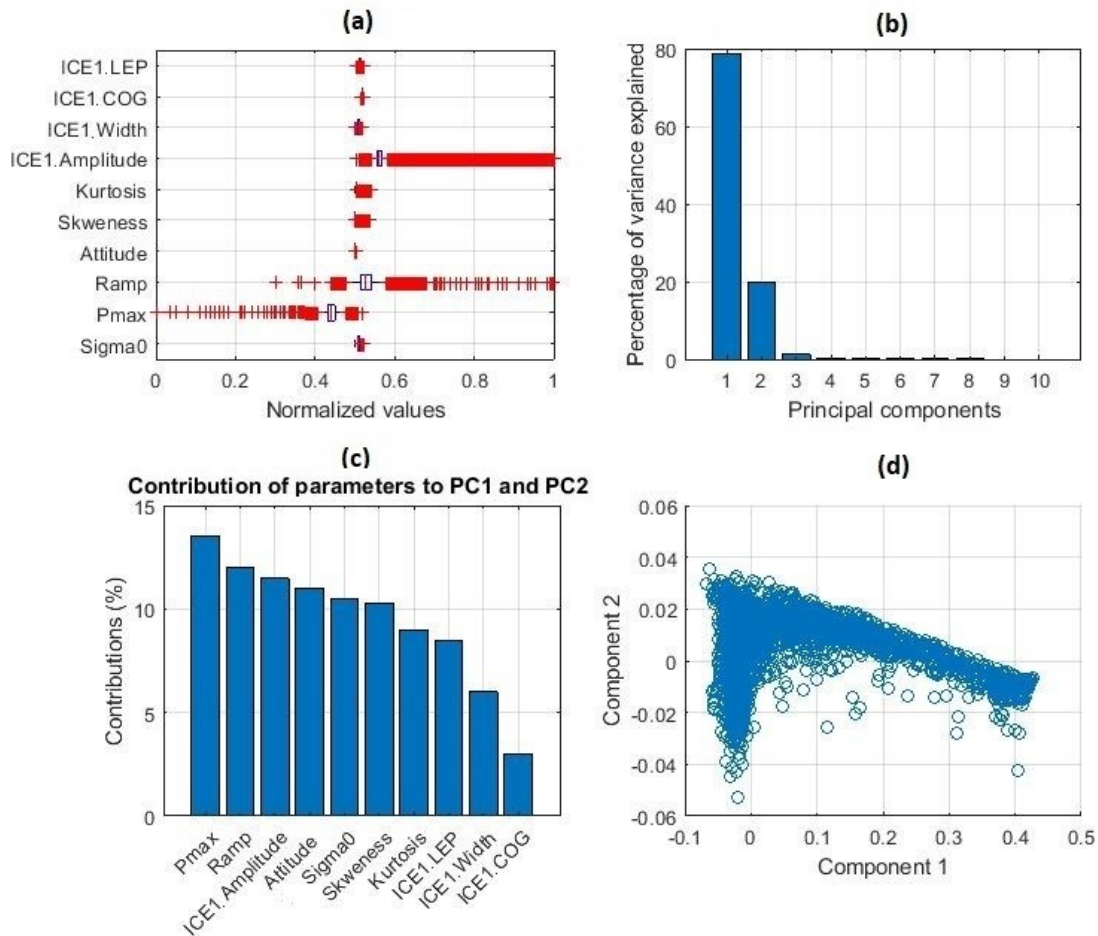 (a)
ICE1.LEP
ICE1.COG
ICE1.Width
ICE1.Amplitude
Kurtosis
Skweness
Attitude
Ramp
Pmax
Sigma0
0 0.2 0.4 0.6 0.8 1
Normalized values
(b)
Percentage of variance explained
80
60
40
20
0
1 2 3 4 5 6 7 8 9 10
Principal components
(c)
Contribution of parameters to PC1 and PC2
Contributions (%)
15
10
5
0
Pmax
Ramp
ICE1.Amplitude
Attitude
Sigma0
Skweness
Kurtosis
ICE1.LEP
ICE1.Width
ICE1.COG
(d)
Component 2
0.06
0.04
0.02
0
-0.02
-0.04
-0.06
-0.1 0 0.1 0.2 0.3 0.4 0.5
Component 1